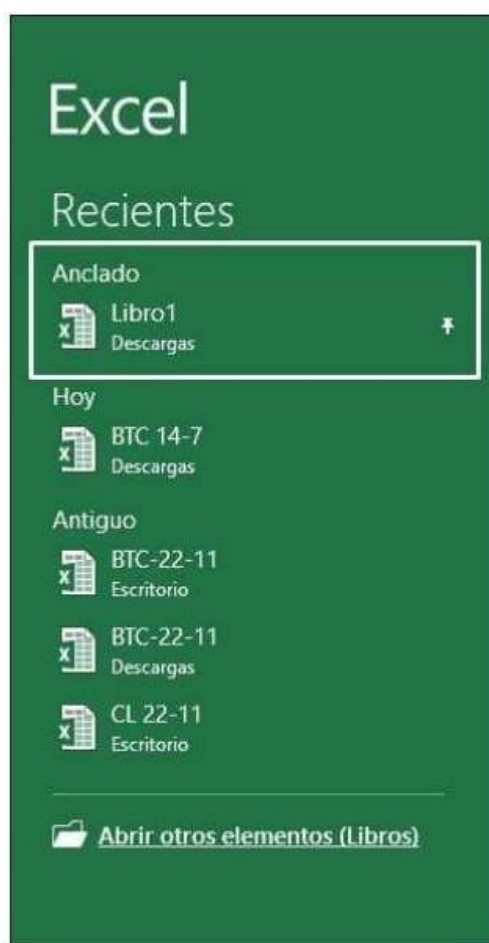 Excel
Recientes
Anclado
Libro1
Descargas
Hoy
BTC 14-7
Descargas
Antiguo
BTC-22-11
Escritorio
BTC-22-11
Descargas
CL 22-11
Escritorio
Abrir otros elementos (Libros)